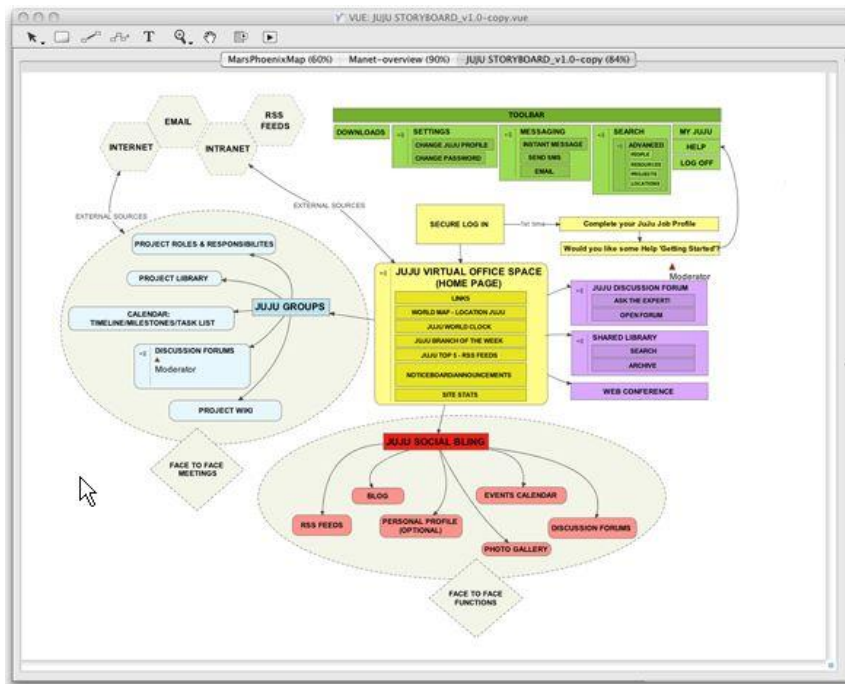 VUE: JUJU STORYBOARD_v1.0-copy.vue
T
MarsPhoenixMap (60%) Manet-overview (90%) JUJU STORYBOARD_v1.0-copy (84%)
INTERNET
EMAIL
INTRANET
RSS
FEEDS
EXTERNAL SOURCES
EXTERNAL SOURCES
TOOLBAR
DOWNLOADS
SETTINGS
CHANGE JUJU PROFILE
CHANGE PASSWORD
MESSAGING
INSTANT MESSAGE
SEND SMS
EMAIL
SEARCH
ADVANCED
PEOPLE
RESOURCES
PROJECTS
LOCATIONS
MY JUJU
HELP
LOG OFF
SECURE LOG IN
1st time
Complete your JuJu Job Profile
Would you like some Help 'Getting Started'?
PROJECT ROLES & RESPONSIBILITES
PROJECT LIBRARY
CALENDAR:
TIMELINE/MILESTONES/TASK LIST
JUJU GROUPS
DISCUSSION FORUMS
Moderator
PROJECT WIKI
FACE TO FACE
MEETINGS
JUJU VIRTUAL OFFICE SPACE
(HOME PAGE)
LINKS
WORLD MAP - LOCATION JUJU
JUJU WORLD CLOCK
JUJU BRANCH OF THE WEEK
JUJU TOP 5 - RSS FEEDS
NOTICEBOARD/ANNOUNCEMENTS
SITE STATS
Moderator
JUJU DISCUSSION FORUM
ASK THE EXPERT!
OPEN FORUM
SHARED LIBRARY
SEARCH
ARCHIVE
WEB CONFERENCE
JUJU SOCIAL BLING
RSS FEEDS
BLOG
PERSONAL PROFILE
(OPTIONAL)
EVENTS CALENDAR
PHOTO GALLERY
DISCUSSION FORUMS
FACE TO FACE
FUNCTIONS